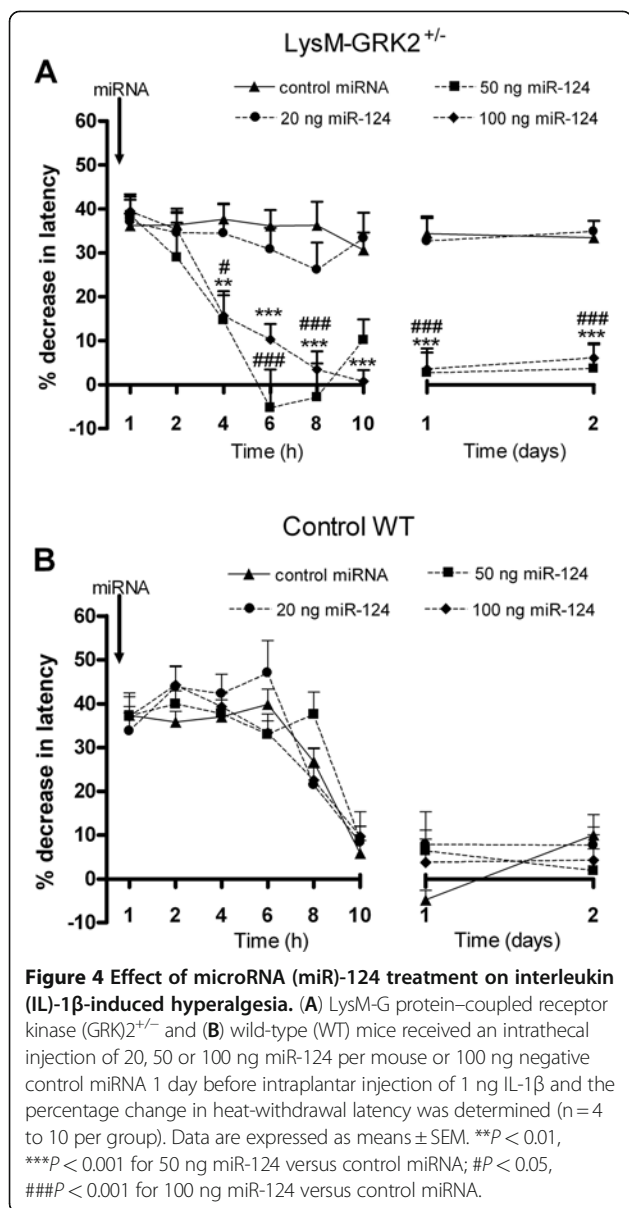 LysM-GRK2+/-
A
miRNA
control miRNA
50 ng miR-124
20 ng miR-124
100 ng miR-124
% decrease in latency
60
50
40
30
20
10
0
-10
#
**
***
###
###
***
***
###
***
###
***
1 2 4 6 8 10
1 2
Time (h)
Time (days)
Control WT
B
miRNA
control miRNA
50 ng miR-124
20 ng miR-124
100 ng miR-124
% decrease in latency
60
50
40
30
20
10
0
-10
1 2 4 6 8 10
1 2
Time (h)
Time (days)
Figure 4 Effect of microRNA (miR)-124 treatment on interleukin
(IL)-1β-induced hyperalgesia. (A) LysM-G protein–coupled receptor
kinase (GRK)2+/− and (B) wild-type (WT) mice received an intrathecal
injection of 20, 50 or 100 ng miR-124 per mouse or 100 ng negative
control miRNA 1 day before intraplantar injection of 1 ng IL-1β and the
percentage change in heat-withdrawal latency was determined (n = 4
to 10 per group). Data are expressed as means ± SEM. **P < 0.01,
***P < 0.001 for 50 ng miR-124 versus control miRNA; #P < 0.05,
###P < 0.001 for 100 ng miR-124 versus control miRNA.